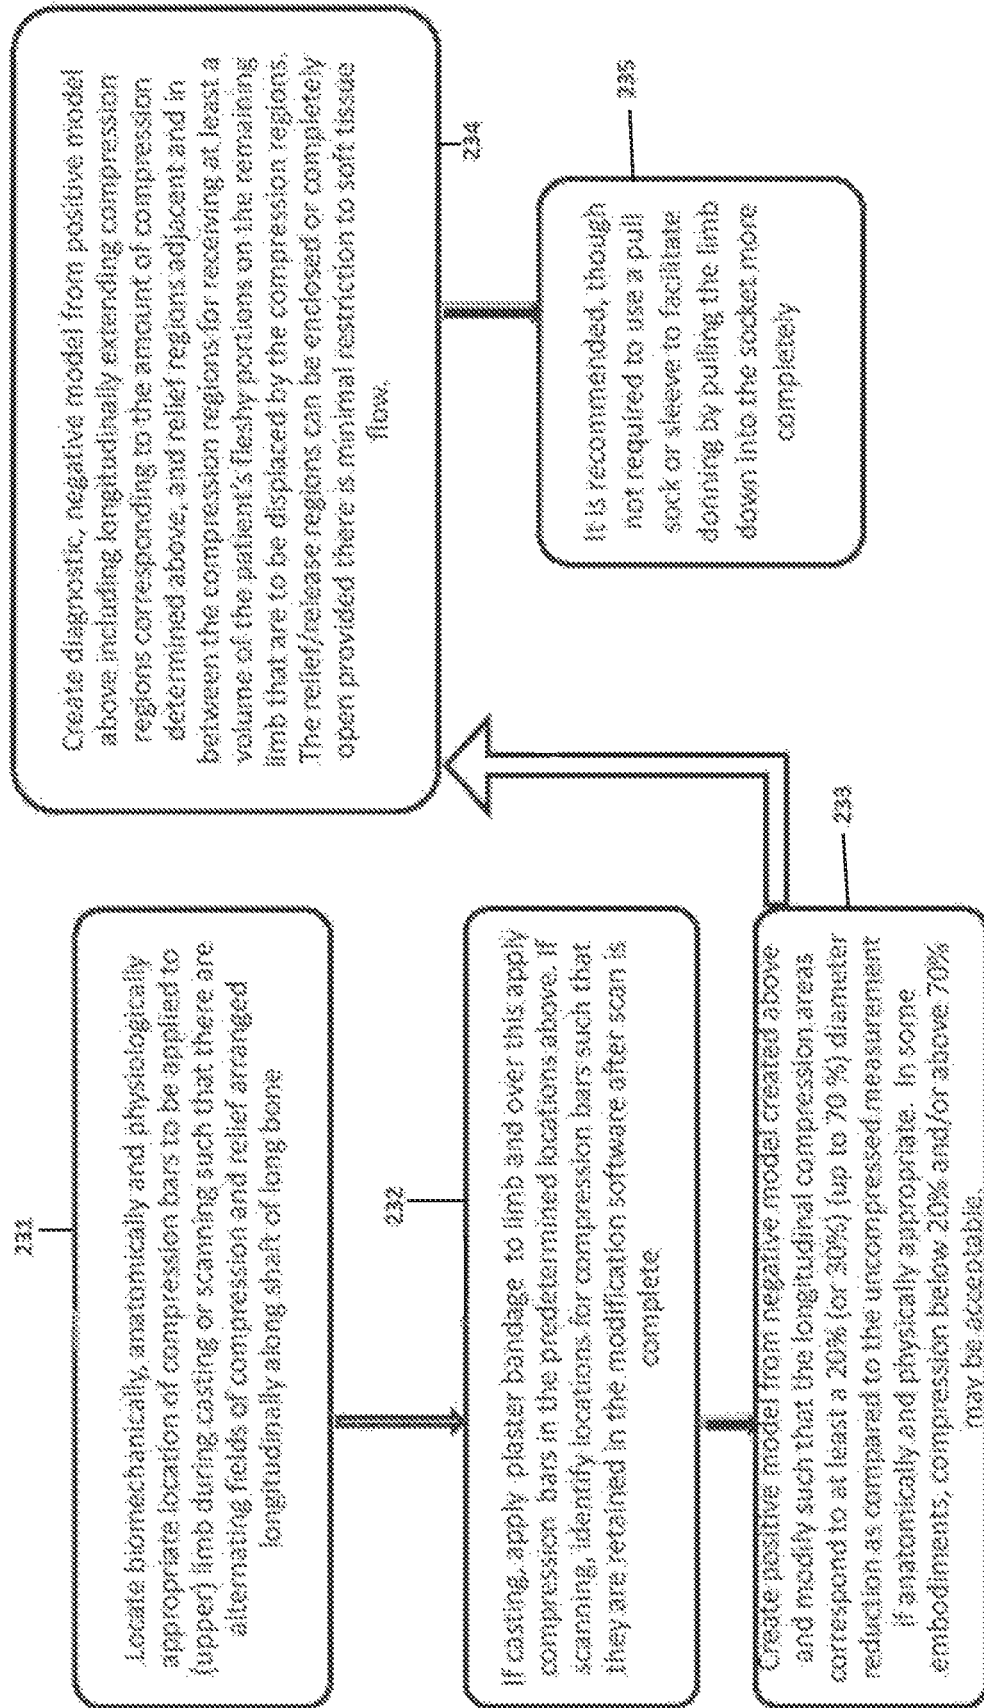 231
Locate biomechanically, anatomically and physiologically
appropriate location of compression bars to be applied to
(upper) limb during casting or scanning such that there are
alternating fields of compression and relief arranged
longitudinally along shaft of long bone
232
If casting, apply plaster bandage to limb and over this apply
compression bars in the predetermined locations above. If
scanning, identify locations for compression bars such that
they are retained in the modification software after scan is
complete
233
Create positive model from negative model created above
and modify such that the longitudinal compression areas
correspond to at least a 20% (or 30%) (up to 70 %) diameter
reduction as compared to the uncompressed measurement
if anatomically and physically appropriate. In some
embodiments, compression below 20% and/or above 70%
may be acceptable.
Create diagnostic, negative model from positive model
above including longitudinally extending compression
regions corresponding to the amount of compression
determined above, and relief regions adjacent and in
between the compression regions for receiving at least a
volume of the patient's fleshy portions on the remaining
limb that are to be displaced by the compression regions.
The relief/release regions can be enclosed or completely
open provided there is minimal restriction to soft tissue
flow.
234
It is recommended, though
not required to use a pull
sock or sleeve to facilitate
donning by pulling the limb
down into the socket more
completely
235